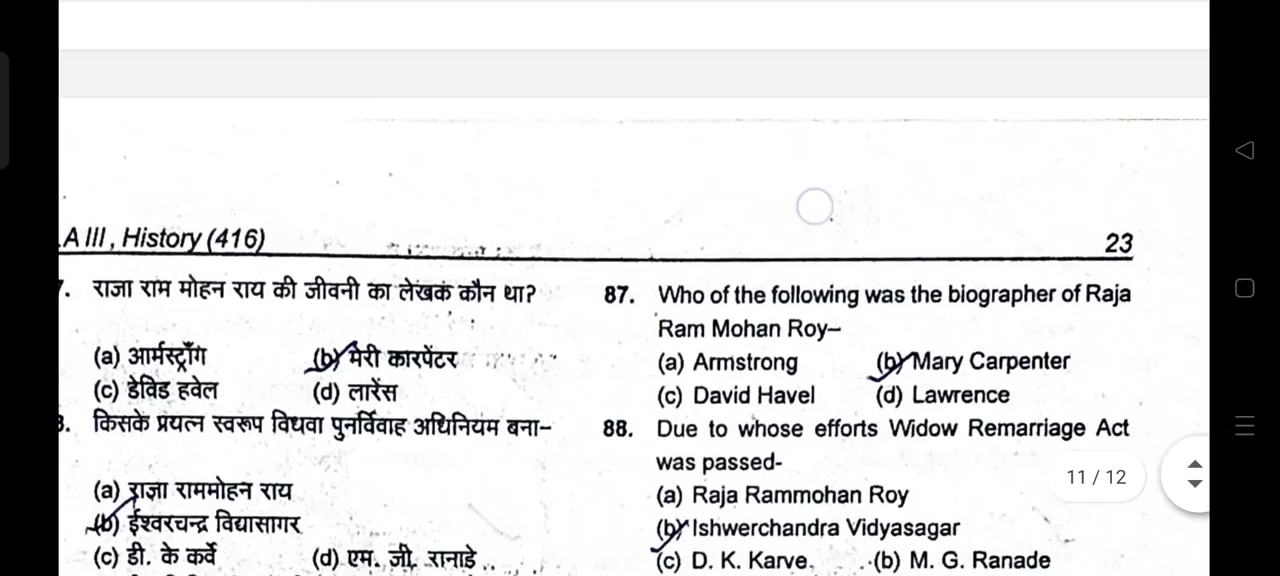 A III, History (416)
23
राजा राम मोहन राय की जीवनी का लेखक कौन था?
(a) आर्मस्ट्रौंग (b) मेरी कारपेंटर
(c) डेविड हवेल (d) लारेंस
किसके प्रयत्न स्वरूप विधवा पुनर्विवाह अधिनियम बना–
(a) राजा राममोहन राय
(b) ईश्वरचन्द्र विद्यासागर
(c) डी. के कर्वे (d) एम. जी. रानाडे
87. Who of the following was the biographer of Raja
Ram Mohan Roy–
(a) Armstrong (b) Mary Carpenter
(c) David Havel (d) Lawrence
88. Due to whose efforts Widow Remarriage Act
was passed-
(a) Raja Rammohan Roy
(b) Ishwerchandra Vidyasagar
(c) D. K. Karve. (b) M. G. Ranade
11 / 12